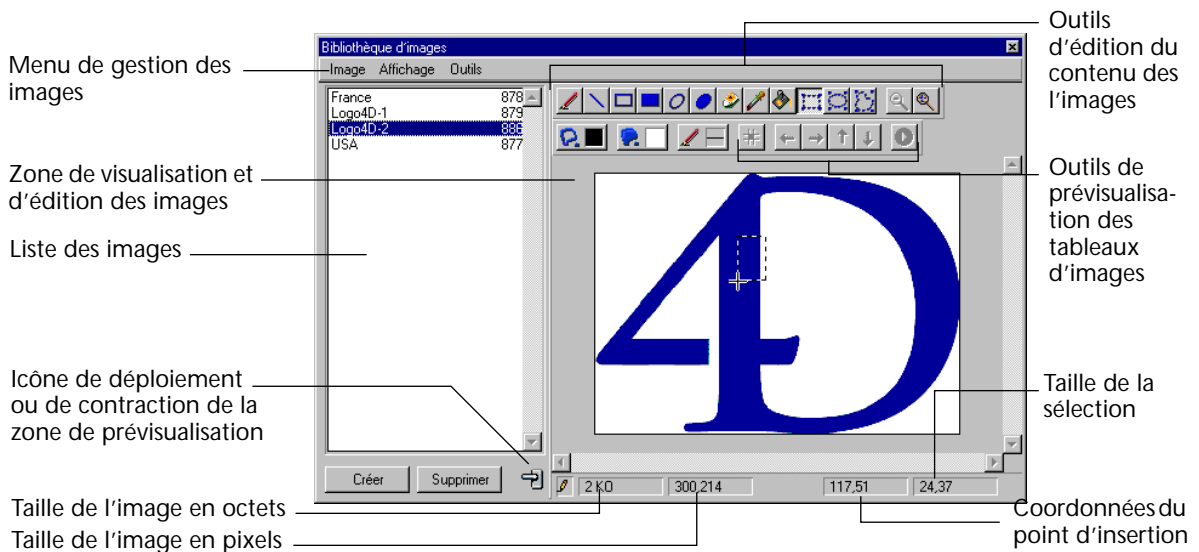 Outils
d'édition du
contenu des
l'images
Menu de gestion des
images
Bibliothèque d'images
Image Affichage Outils
France 878
Logo4D-1 879
Logo4D-2 886
USA 877
Zone de visualisation et
d'édition des images
Liste des images
Outils de
prévisualisa-
tion des
tableaux
d'images
4D
Icône de déploiement
ou de contraction de la
zone de prévisualisation
Taille de la
sélection
Créer Supprimer
2 KO 300,214 117,51 24,37
Taille de l'image en octets
Taille de l'image en pixels
Coordonnées du
point d'insertion